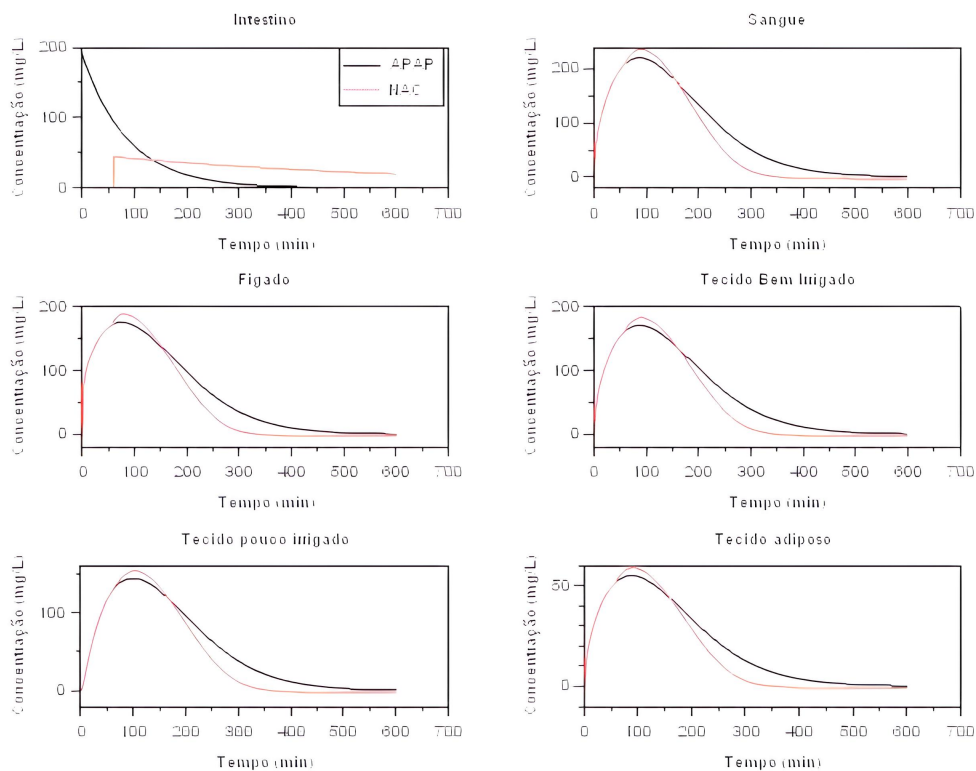 Intestino
Concentração (mg/L)
200
100
0
APAP
NAC
0 100 200 300 400 500 600 700
Tempo (min)
Sangue
Concentração (mg/L)
200
100
0
0 100 200 300 400 500 600 700
Tempo (min)
Fígado
Concentração (mg/L)
200
100
0
0 100 200 300 400 500 600 700
Tempo (min)
Tecido Bem Irrigado
Concentração (mg/L)
200
100
0
0 100 200 300 400 500 600 700
Tempo (min)
Tecido pouco irrigado
Concentração (mg/L)
100
0
0 100 200 300 400 500 600 700
Tempo (min)
Tecido adiposo
Concentração (mg/L)
50
0
0 100 200 300 400 500 600 700
Tempo (min)